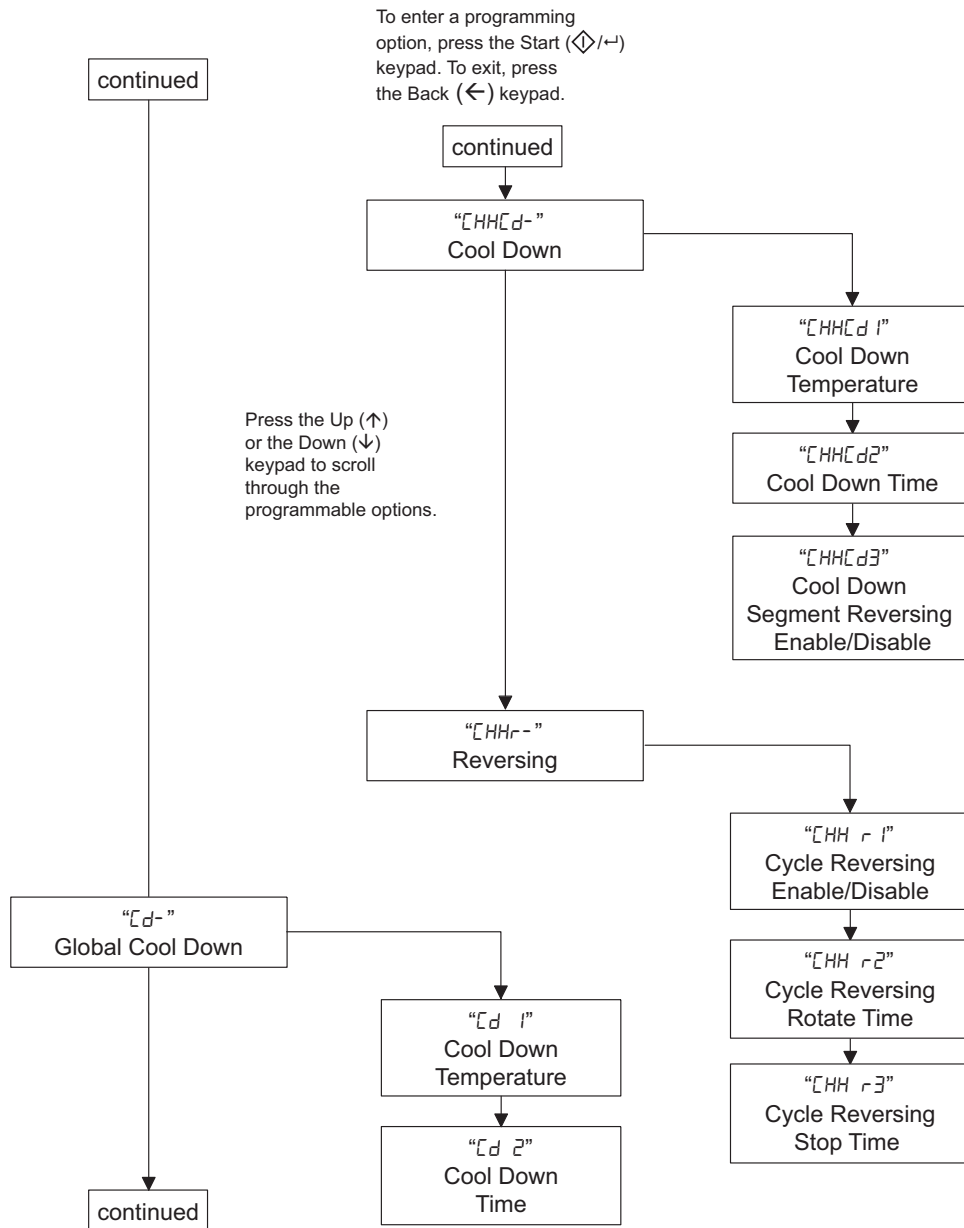 To enter a programming
option, press the Start (/↵)
keypad. To exit, press
the Back (←) keypad.
continued
continued
“CHHCd-”
Cool Down
“CHHCd1”
Cool Down
Temperature
Press the Up (↑)
or the Down (↓)
keypad to scroll
through the
programmable options.
“CHHCd2”
Cool Down Time
“CHHCd3”
Cool Down
Segment Reversing
Enable/Disable
“CHHr-”
Reversing
“CHH r1”
Cycle Reversing
Enable/Disable
“Cd-”
Global Cool Down
“CHH r2”
Cycle Reversing
Rotate Time
“Cd 1”
Cool Down
Temperature
“CHH r3”
Cycle Reversing
Stop Time
“Cd 2”
Cool Down
Time
continued